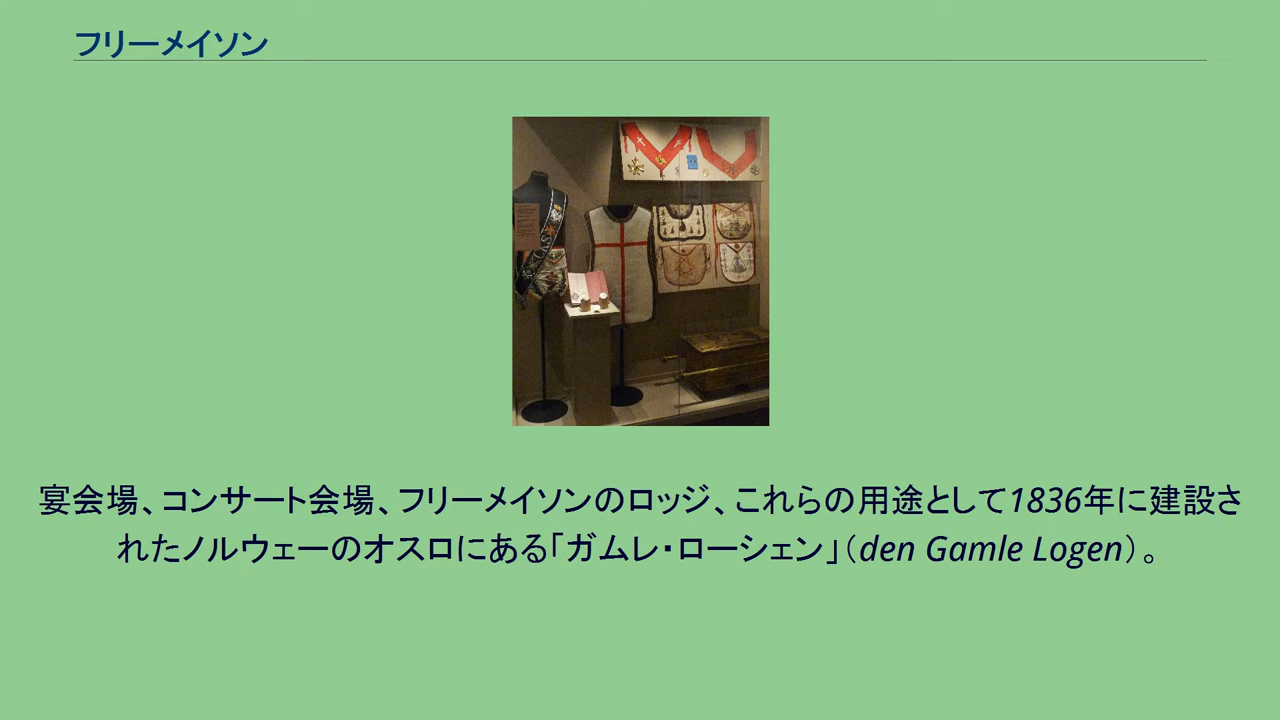 フリーメイソン
宴会場、コンサート会場、フリーメイソンのロッジ、これらの用途として1836年に建設さ
れたノルウェーのオスロにある「ガムレ・ローシェン」（den Gamle Logen）。